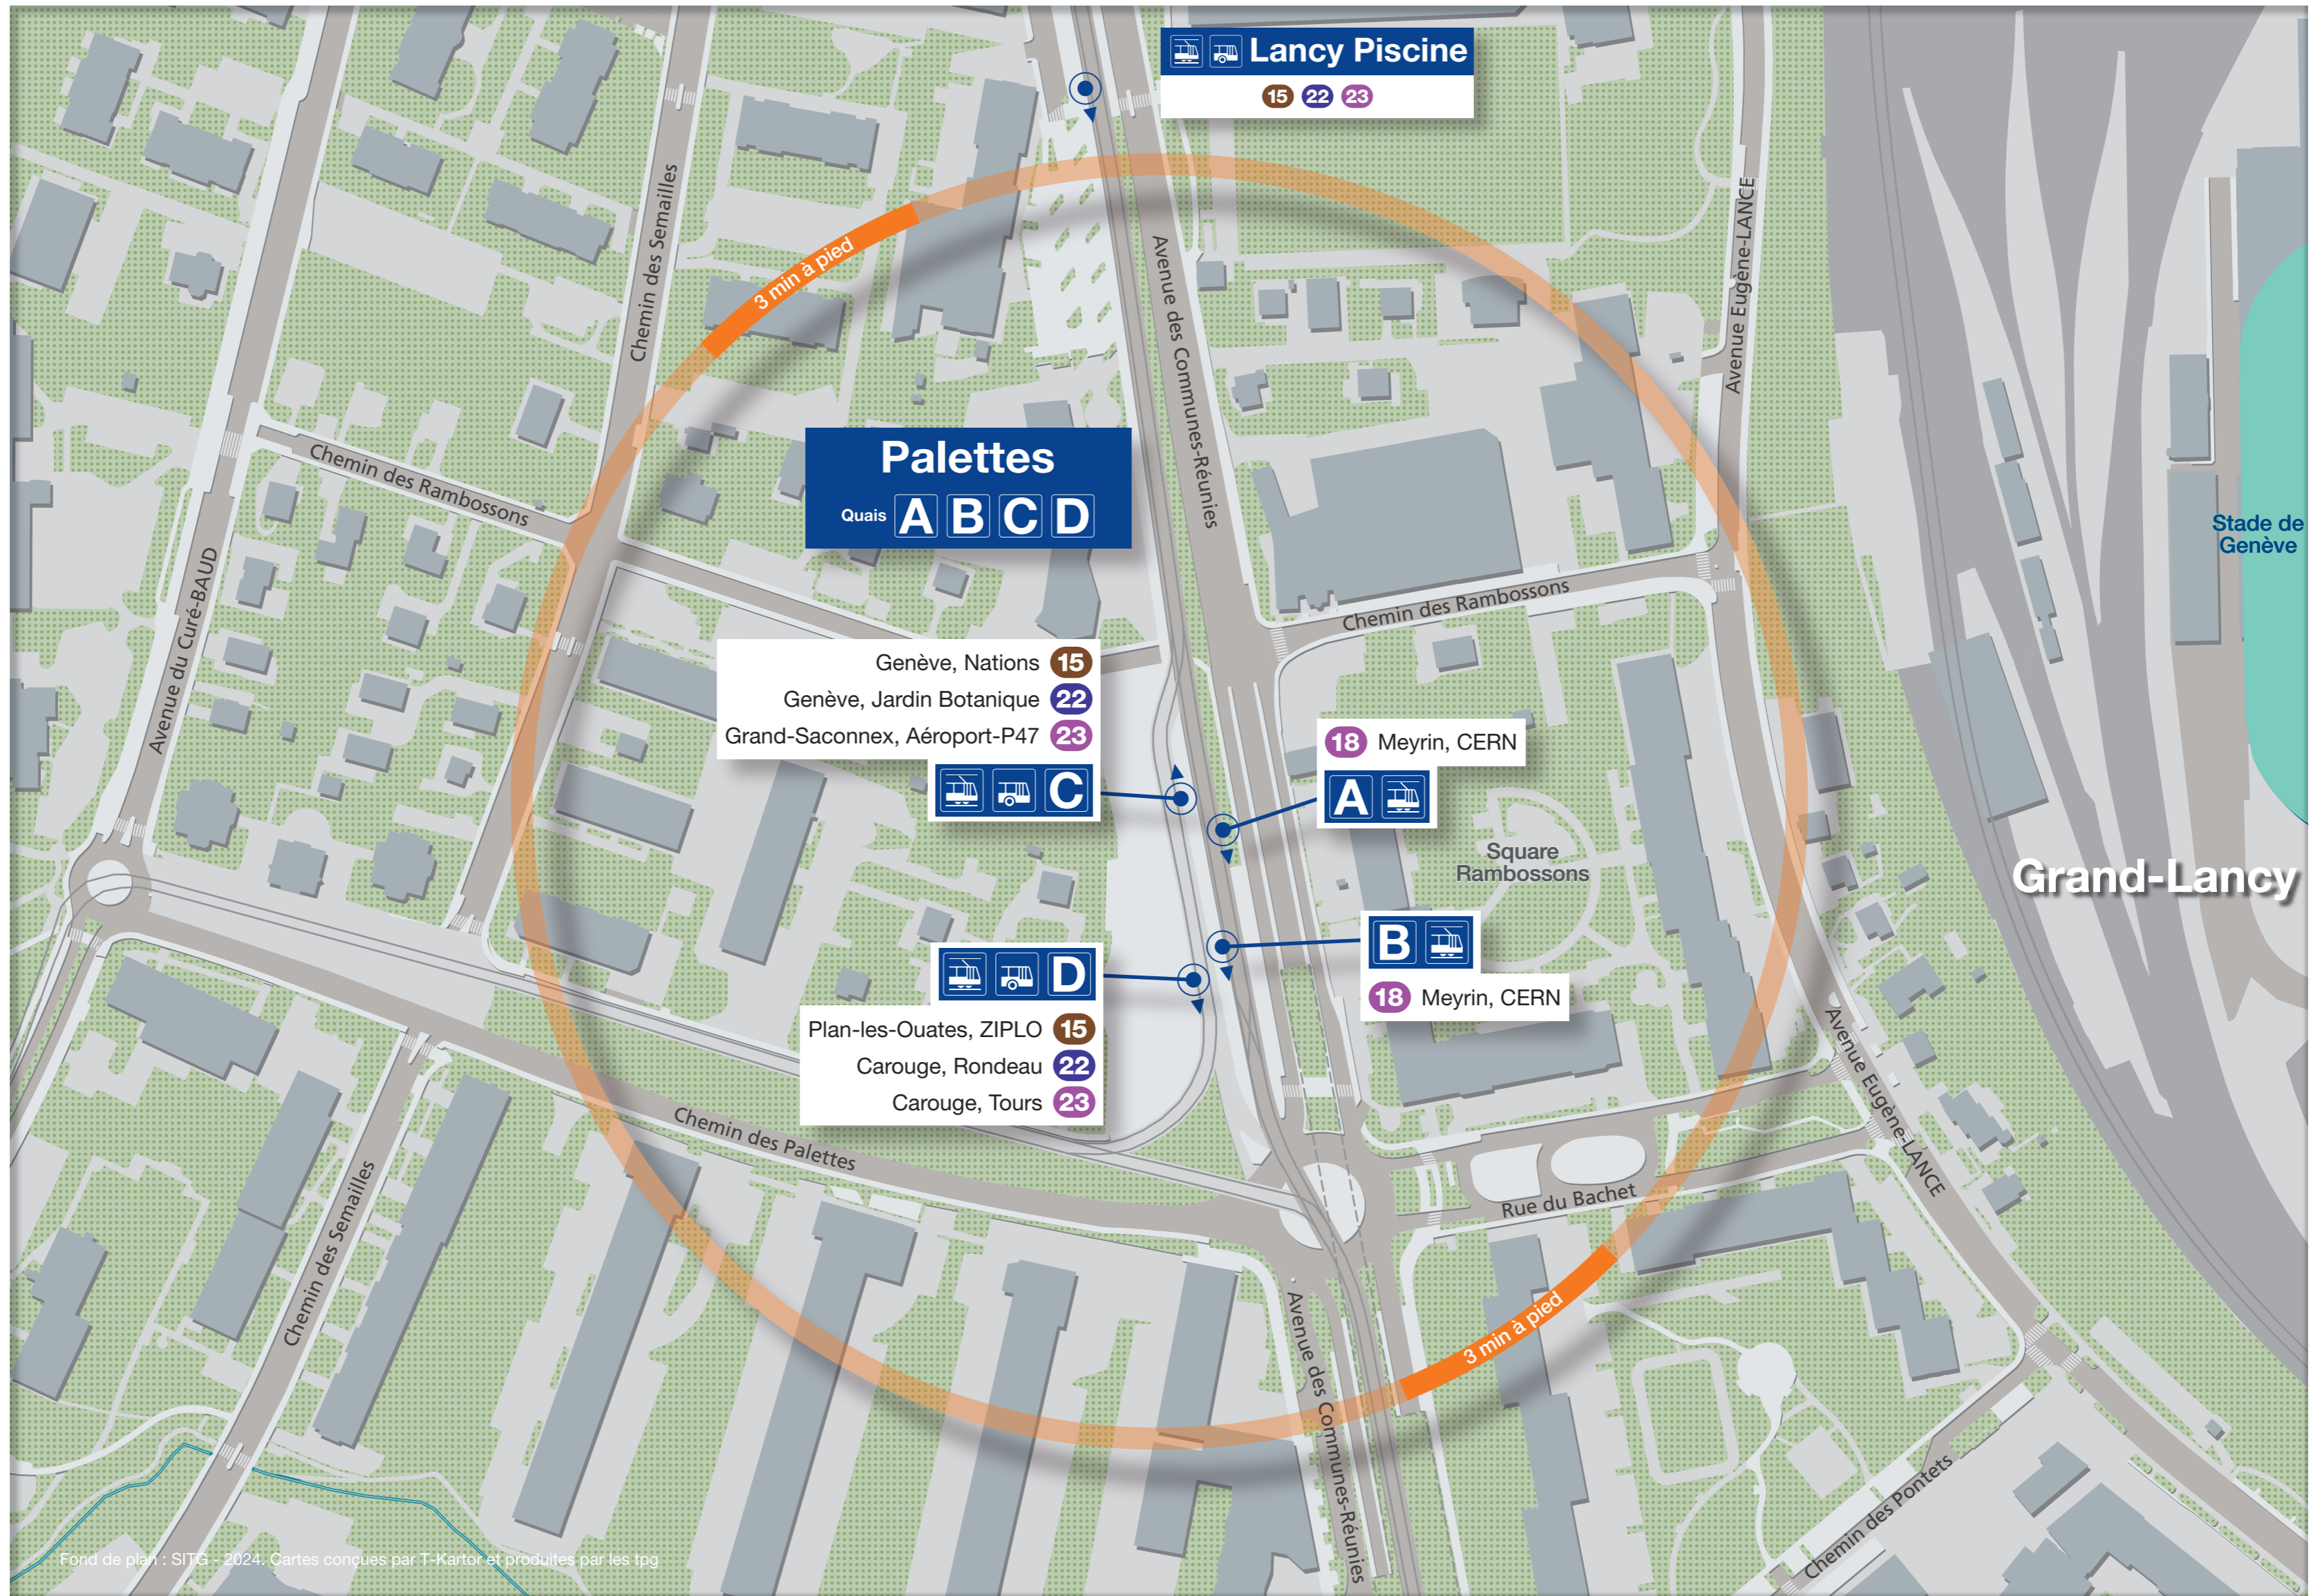 Lancy Piscine
15 22 23
3 min à pied
Chemin des Semailles
Avenue des Communes-Réunies
Avenue Eugène-LANCE
Palettes
Quais A B C D
Chemin des Rambossons
Stade de
Genève
Chemin des Rambossons
Avenue du Curé-BAUD
Genève, Nations 15
Genève, Jardin Botanique 22
Grand-Saconnex, Aéroport-P47 23
C
18 Meyrin, CERN
A
Square
Rambossons
Grand-Lancy
B
18 Meyrin, CERN
D
Plan-les-Ouates, ZIPLO 15
Carouge, Rondeau 22
Carouge, Tours 23
Avenue Eugène-LANCE
Chemin des Palettes
Rue du Bachet
Chemin des Semailles
3 min à pied
Avenue des Communes-Réunies
Chemin des Pontets
Fond de plan : SITG - 2024. Cartes conçues par T-Kartor et produites par les tpg